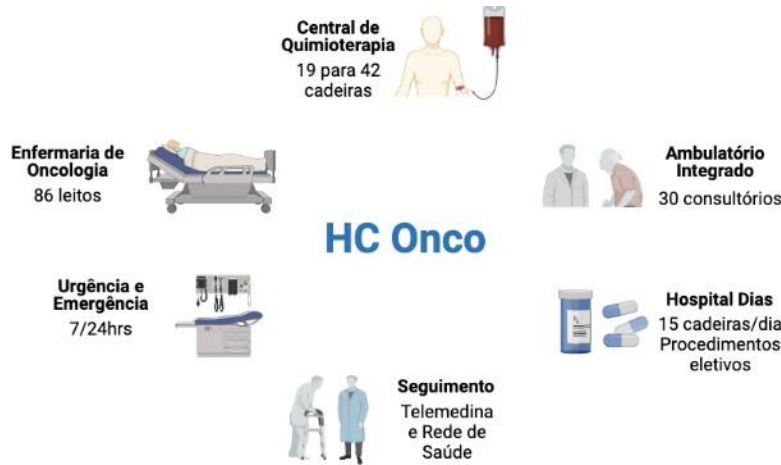 Central de
Quimioterapia
19 para 42
cadeiras
Enfermaria de
Oncologia
86 leitos
Ambulatório
Integrado
30 consultórios
HC Onco
Urgência e
Emergência
7/24hrs
Hospital Dias
15 cadeiras/dia
Procedimentos
eletivos
Seguimento
Telemedina
e Rede de
Saúde